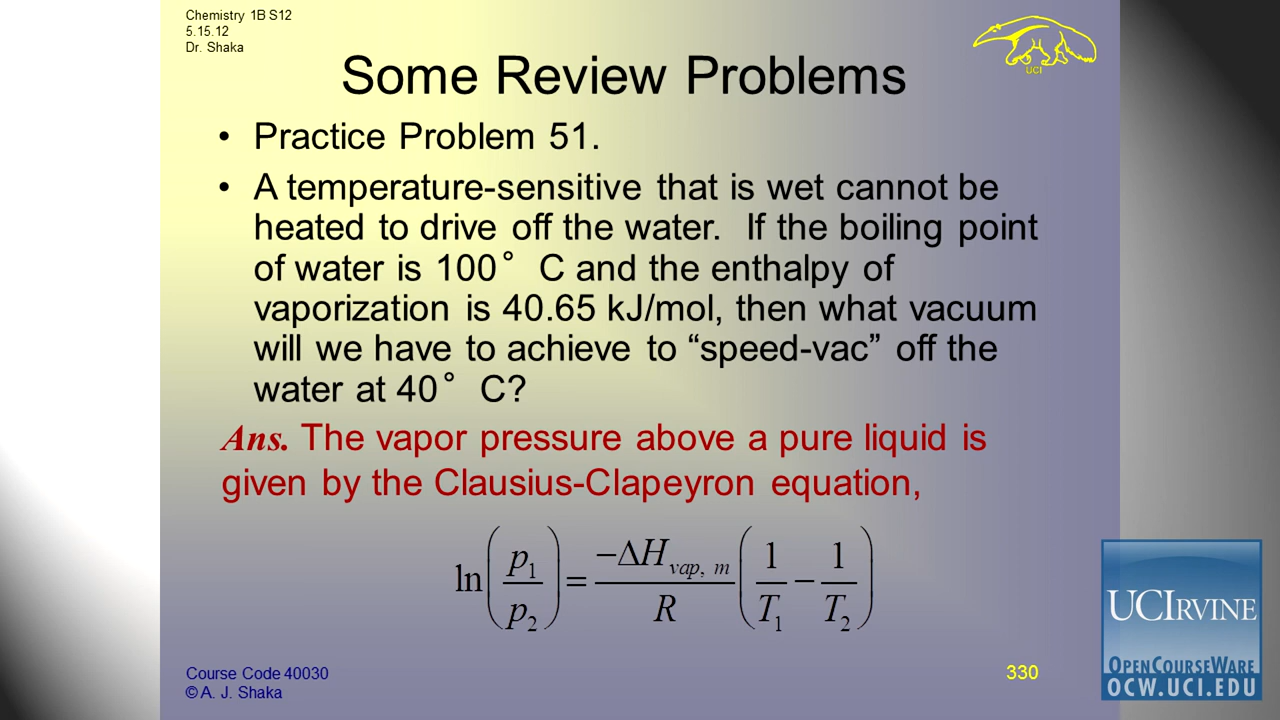 Chemistry 1B S12
5.15.12
Dr. Shaka
UCI
Some Review Problems
• Practice Problem 51.
• A temperature-sensitive that is wet cannot be
heated to drive off the water. If the boiling point
of water is 100° C and the enthalpy of
vaporization is 40.65 kJ/mol, then what vacuum
will we have to achieve to “speed-vac” off the
water at 40° C?
Ans. The vapor pressure above a pure liquid is
given by the Clausius-Clapeyron equation,
ln(p₁/p₂) = −ΔH vap, m/R (1/T₁ − 1/T₂)
Course Code 40030
© A. J. Shaka
330
UCIRVINE
OPENCOURSEWARE
OCW.UCI.EDU